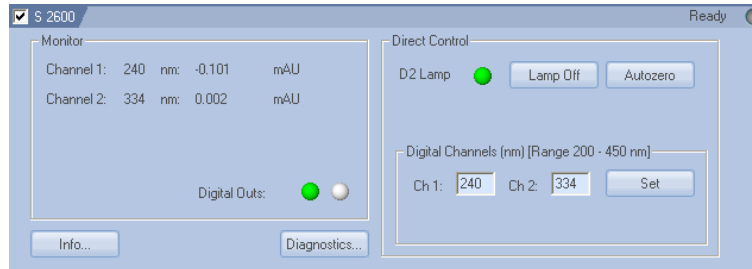 S 2600 Ready
Monitor
Channel 1: 240 nm: -0.101 mAU
Channel 2: 334 nm: 0.002 mAU
Digital Outs:
Info... Diagnostics...
Direct Control
D2 Lamp Lamp Off Autozero
Digital Channels (nm) [Range 200 - 450 nm]
Ch 1: 240 Ch 2: 334 Set